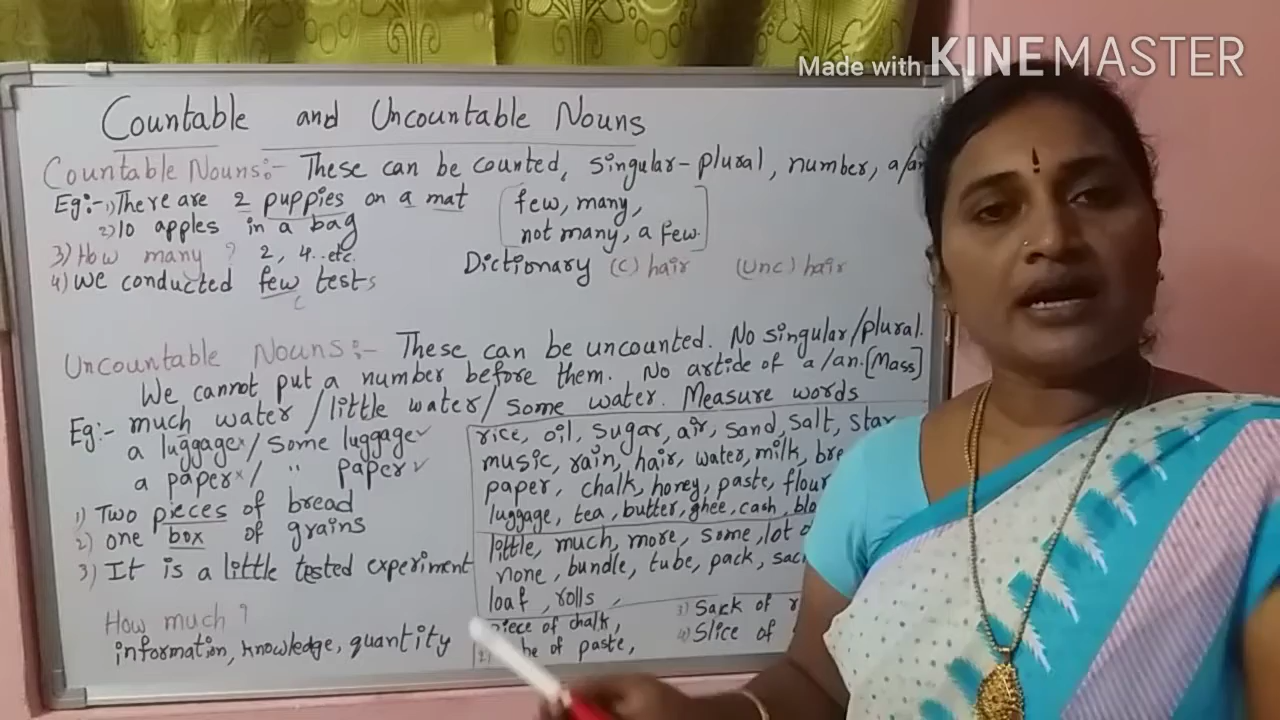 Made with KINEMASTER
Countable and Uncountable Nouns
Countable Nouns:- These can be counted, singular-plural, number, a/an
Eg:- 1) There are 2 puppies on a mat
2) 10 apples in a bag
3) How many ? 2, 4..etc.
4) We conducted few tests
few, many,
not many, a few.
Dictionary (C) hair (Unc) hair
Uncountable Nouns:- These can be uncounted. No singular/plural.
We cannot put a number before them. No article of a/an. [Mass]
Eg:- much water/little water/some water. Measure words
a luggage×/some luggage✓
a paper×/ " paper✓
1) Two pieces of bread
2) one box of grains
3) It is a little tested experiment
How much ?
information, knowledge, quantity
rice, oil, sugar, air, sand, salt, star
music, rain, hair, water, milk, bre
paper, chalk, honey, paste, flour
luggage, tea, butter, ghee, cash, blo
little, much, more, some, lot o
none, bundle, tube, pack, sac
loaf, rolls,
piece of chalk,
2) be of paste,
3) Sack of r
4) Slice of